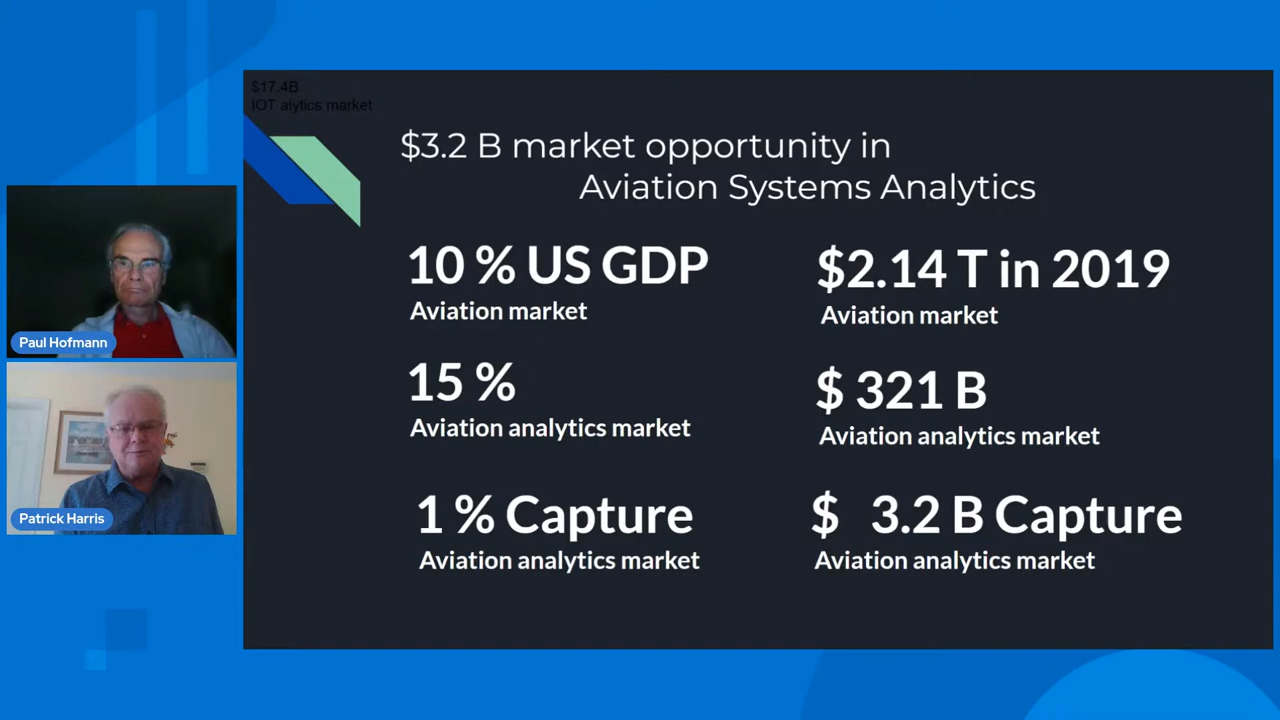 $17.4B
IOT alytics market
$3.2 B market opportunity in
Aviation Systems Analytics
10 % US GDP
Aviation market
$2.14 T in 2019
Aviation market
15 %
Aviation analytics market
$ 321 B
Aviation analytics market
1 % Capture
Aviation analytics market
$ 3.2 B Capture
Aviation analytics market
Paul Hofmann
Patrick Harris